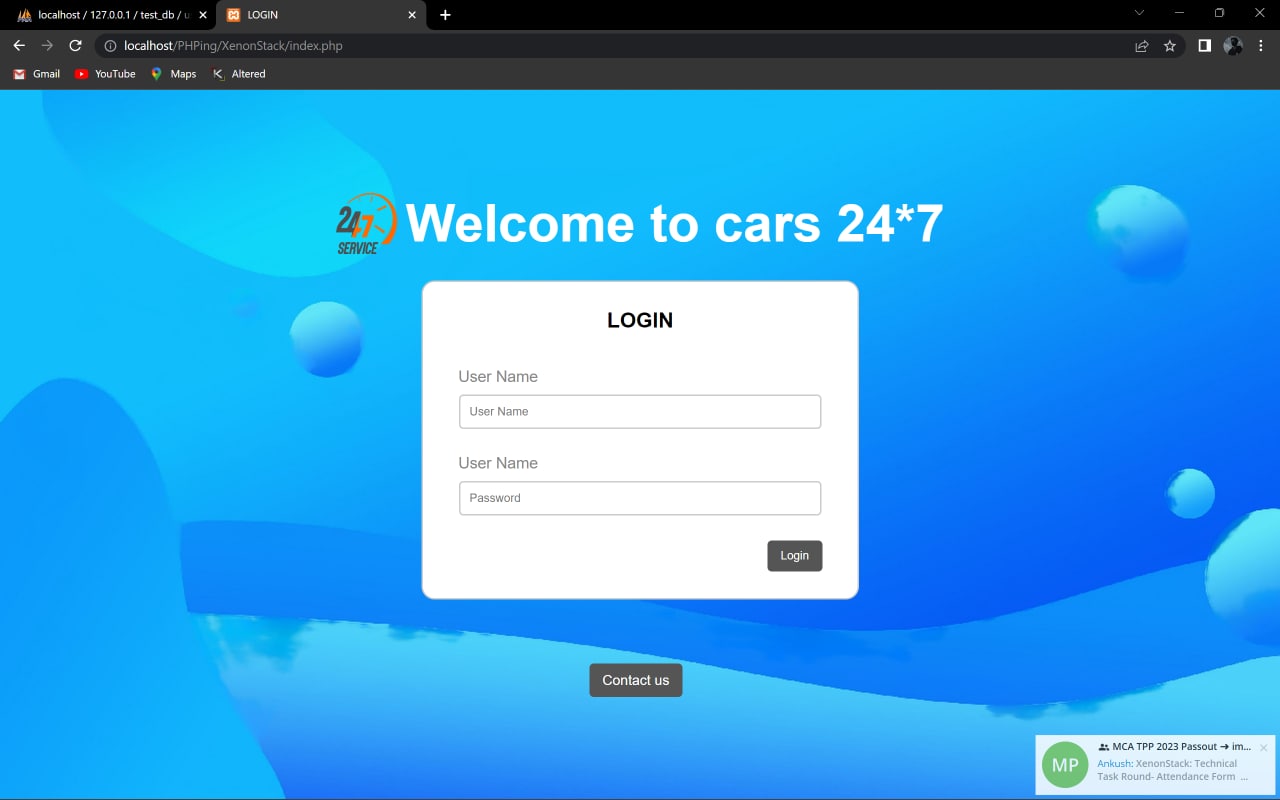 localhost / 127.0.0.1 / test_db / u
LOGIN
localhost/PHPing/XenonStack/index.php
Gmail
YouTube
Maps
Altered
24
7
SERVICE
Welcome to cars 24*7
LOGIN
User Name
User Name
User Name
Password
Login
Contact us
MP
MCA TPP 2023 Passout ➜ im...
Ankush: XenonStack: Technical
Task Round- Attendance Form ...